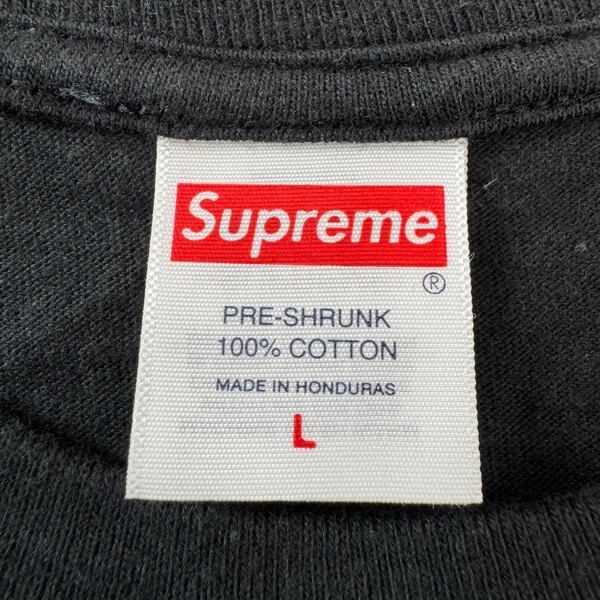 Supreme
®
PRE-SHRUNK
100% COTTON
MADE IN HONDURAS
L